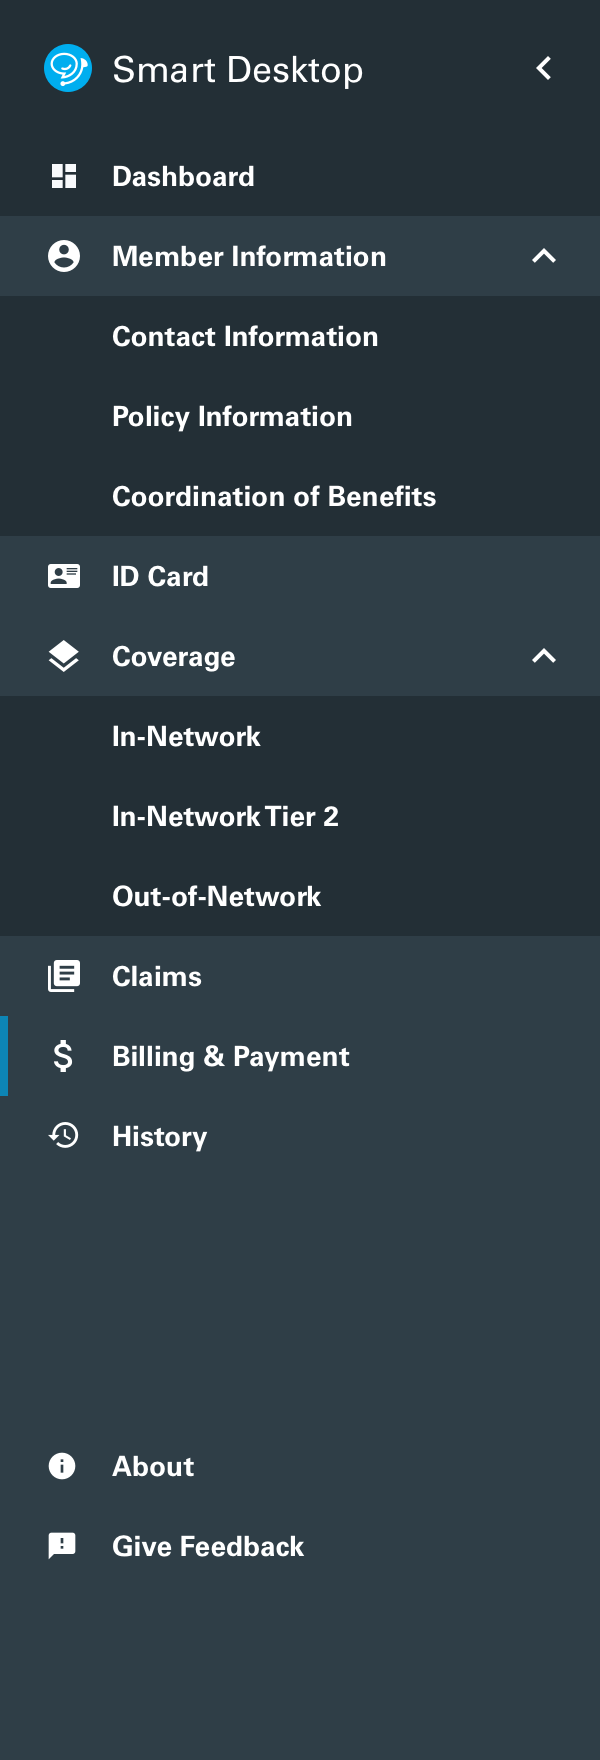 Smart Desktop
Dashboard
Member Information
Contact Information
Policy Information
Coordination of Benefits
ID Card
Coverage
In-Network
In-Network Tier 2
Out-of-Network
Claims
Billing & Payment
History
About
Give Feedback